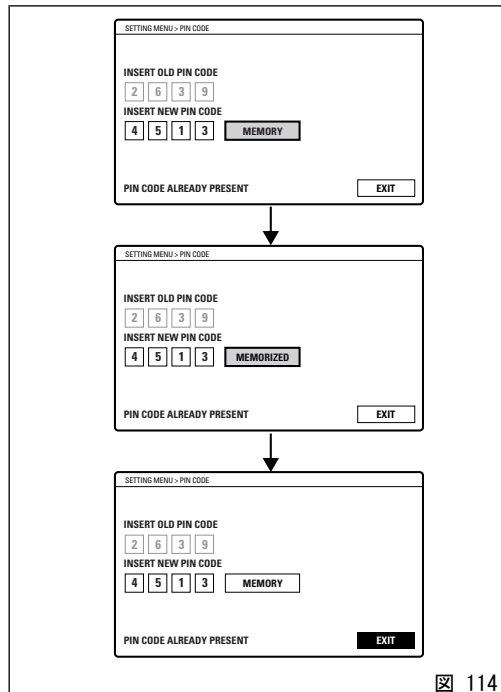 SETTING MENU > PIN CODE
INSERT OLD PIN CODE
2 6 3 9
INSERT NEW PIN CODE
4 5 1 3 MEMORY
PIN CODE ALREADY PRESENT EXIT
SETTING MENU > PIN CODE
INSERT OLD PIN CODE
2 6 3 9
INSERT NEW PIN CODE
4 5 1 3 MEMORIZED
PIN CODE ALREADY PRESENT EXIT
SETTING MENU > PIN CODE
INSERT OLD PIN CODE
2 6 3 9
INSERT NEW PIN CODE
4 5 1 3 MEMORY
PIN CODE ALREADY PRESENT EXIT
図 114